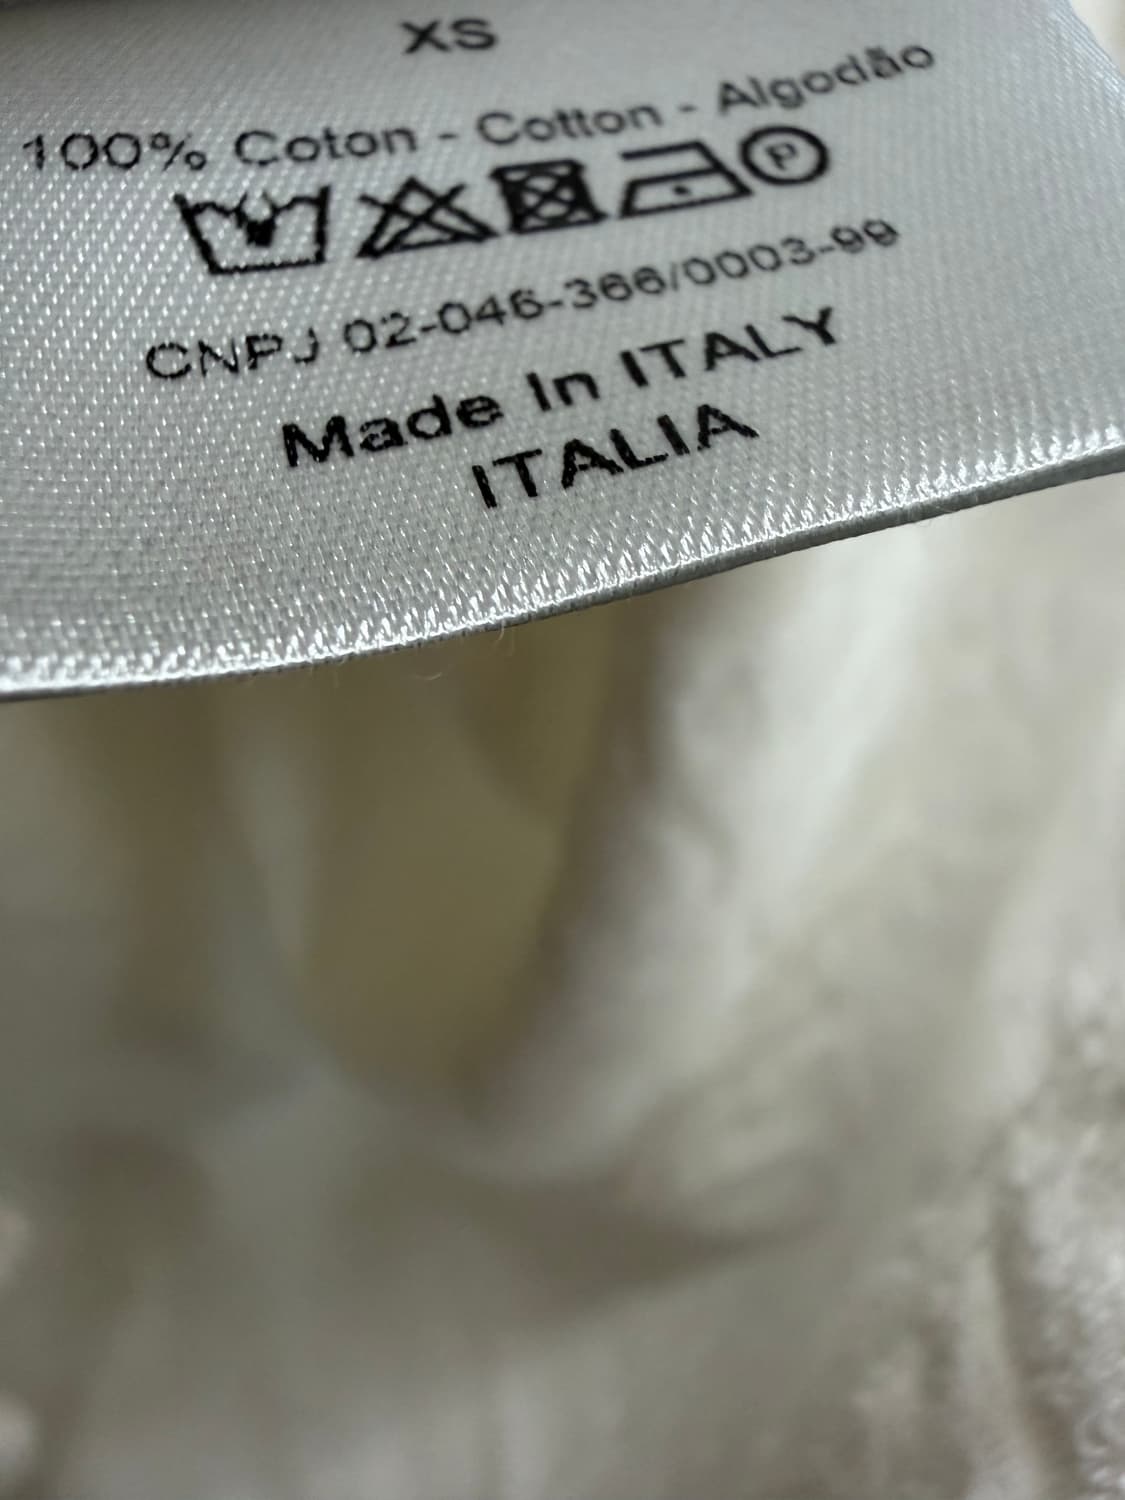 XS
100% Coton - Cotton - Algodão
P
CNPJ 02-046-366/0003-99
Made In ITALY
ITALIA